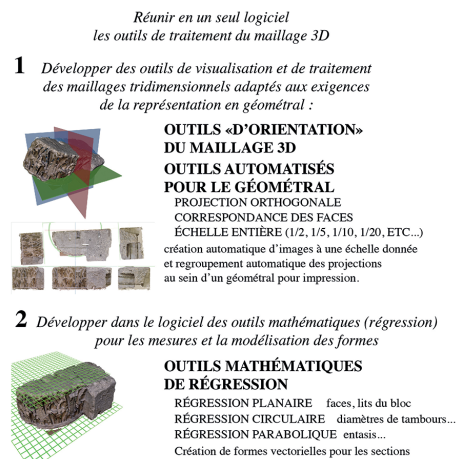 Réunir en un seul logiciel
les outils de traitement du maillage 3D
1 Développer des outils de visualisation et de traitement
des maillages tridimensionnels adaptés aux exigences
de la représentation en géométral :
OUTILS «D'ORIENTATION»
DU MAILLAGE 3D
OUTILS AUTOMATISÉS
POUR LE GÉOMÉTRAL
PROJECTION ORTHOGONALE
CORRESPONDANCE DES FACES
ÉCHELLE ENTIÈRE (1/2, 1/5, 1/10, 1/20, ETC...)
création automatique d'images à une échelle donnée
et regroupement automatique des projections
au sein d'un géométral pour impression.
2 Développer dans le logiciel des outils mathématiques (régression)
pour les mesures et la modélisation des formes
OUTILS MATHÉMATIQUES
DE RÉGRESSION
RÉGRESSION PLANAIRE faces, lits du bloc
RÉGRESSION CIRCULAIRE diamètres de tambours...
RÉGRESSION PARABOLIQUE entasis...
Création de formes vectorielles pour les sections